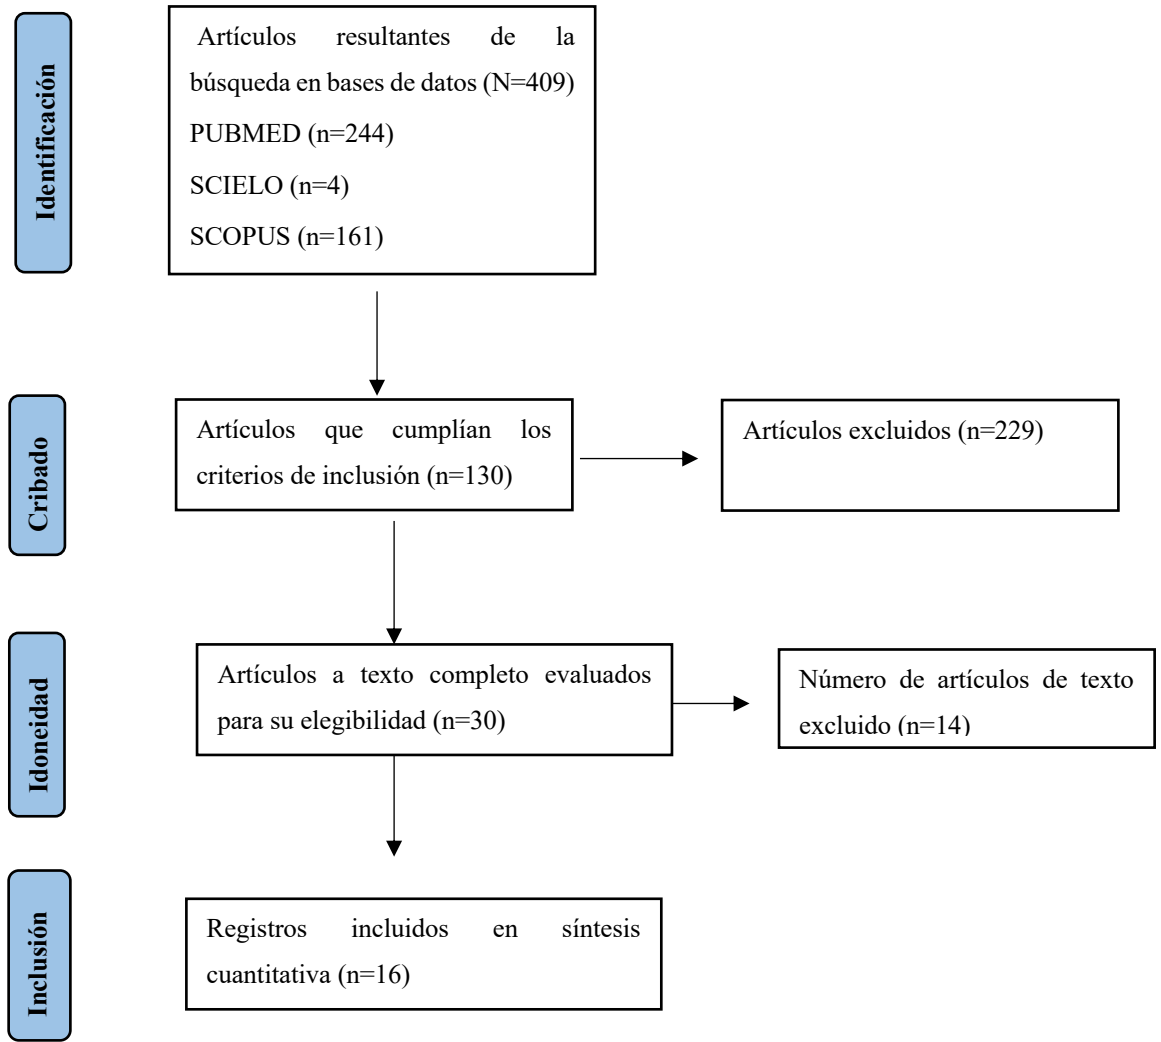 Identificación
Artículos resultantes de la
búsqueda en bases de datos (N=409)
PUBMED (n=244)
SCIELO (n=4)
SCOPUS (n=161)
Cribado
Artículos que cumplían los
criterios de inclusión (n=130)
Artículos excluidos (n=229)
Idoneidad
Artículos a texto completo evaluados
para su elegibilidad (n=30)
Número de artículos de texto
excluido (n=14)
Inclusión
Registros incluidos en síntesis
cuantitativa (n=16)